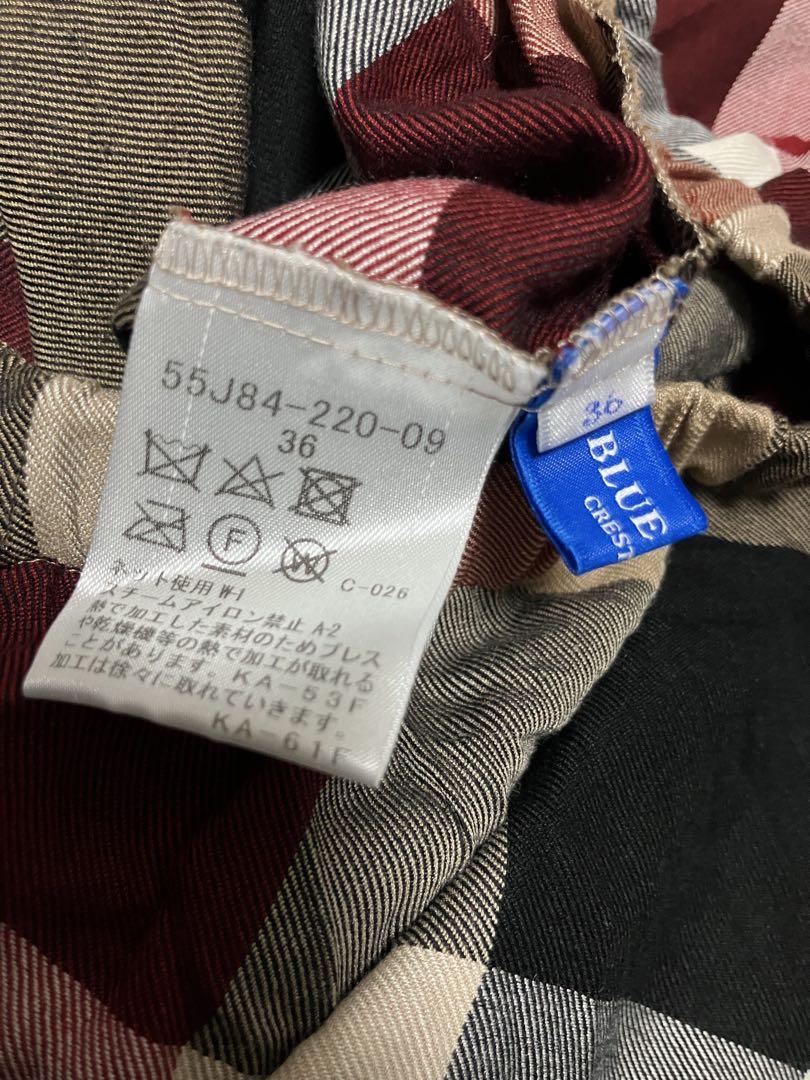 55J84-220-09
36
F
W
C-026
ネット使用 W-I
スチームアイロン禁止 A-2
熱で加工した素材のためプレス
や乾燥機等の熱で加工が取れる
ことがあります。KA-53F
加工は徐々に取れていきます。
KA-61F
36
BLUE
CREST